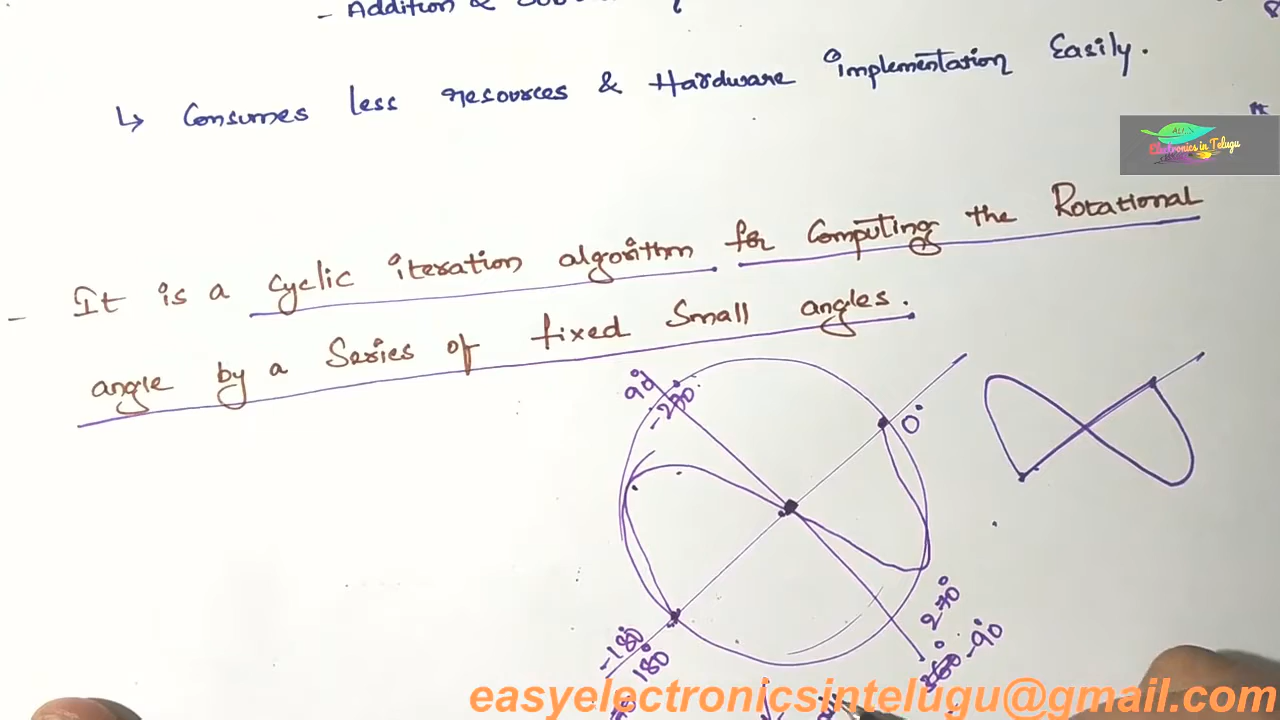 - Addition &
↳ Consumes less resources & Hardware implementation Easily.
Electronics in Telugu
- It is a cyclic iteration algorithm for Computing the Rotational
angle by a Series of fixed Small angles.
90°
-270°
0°
270°
360° -90°
-180°
180°
easyelectronicsintelugu@gmail.com